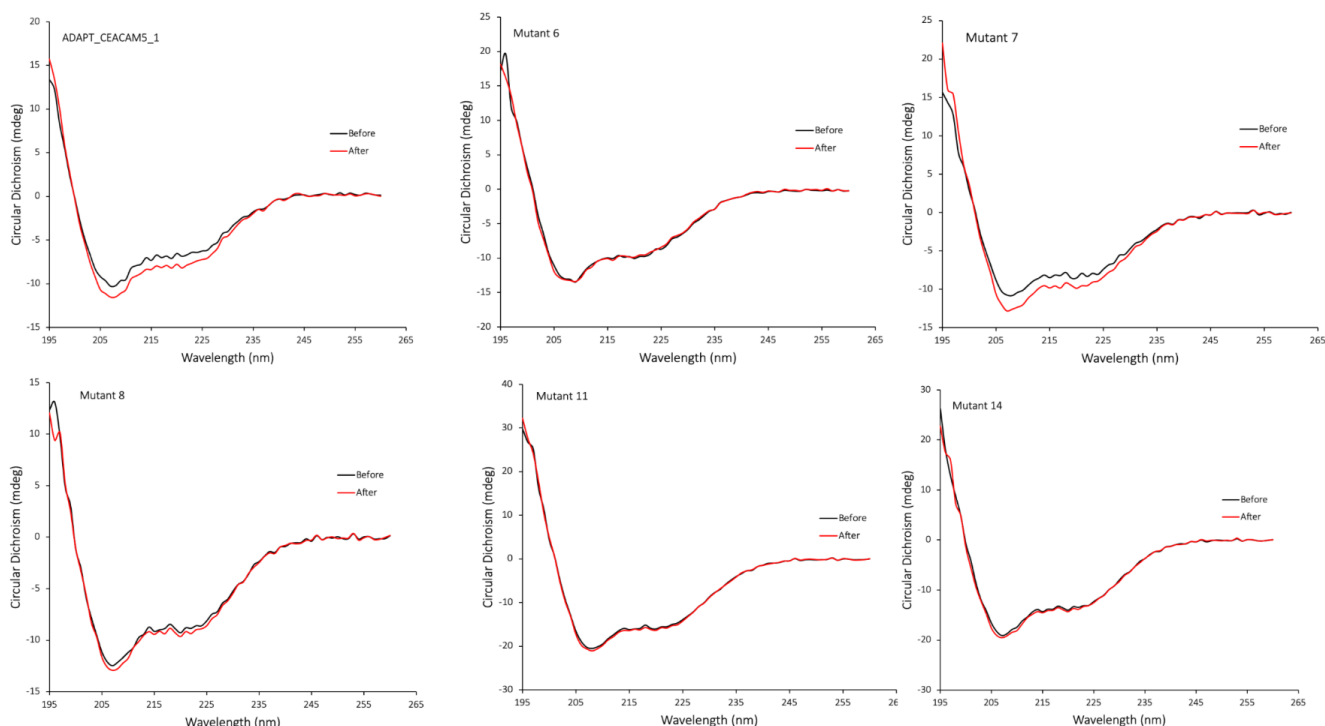 ADAPT_CEACAM5_1
20
15
10
5
0
-5
-10
-15
Circular Dichroism (mdeg)
Before
After
195 205 215 225 235 245 255 265
Wavelength (nm)
Mutant 6
25
20
15
10
5
0
-5
-10
-15
-20
Circular Dichroism (mdeg)
Before
After
195 205 215 225 235 245 255 265
Wavelength (nm)
Mutant 7
25
20
15
10
5
0
-5
-10
-15
Circular Dichroism (mdeg)
Before
After
195 205 215 225 235 245 255 265
Wavelength (nm)
Mutant 8
15
10
5
0
-5
-10
-15
Circular Dichroism (mdeg)
Before
After
195 205 215 225 235 245 255 265
Wavelength (nm)
Mutant 11
40
30
20
10
0
-10
-20
-30
Circular Dichroism (mdeg)
Before
After
195 205 215 225 235 245 255 265
Wavelength (nm)
Mutant 14
30
20
10
0
-10
-20
-30
Circular Dichroism (mdeg)
Before
After
195 205 215 225 235 245 255 265
Wavelength (nm)